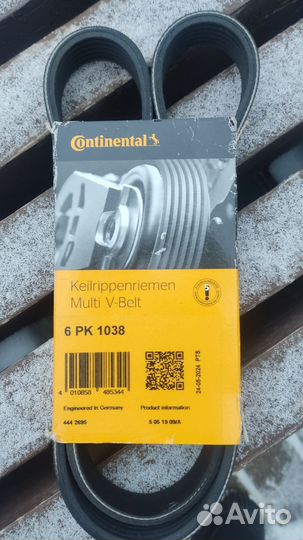 Continental
Keilrippenriemen
Multi V-Belt
6 PK 1038
4 010858 485344
24-05-2024 PTS
Engineered in Germany
Product information
444 2695
5 05 19 09/A
Avito